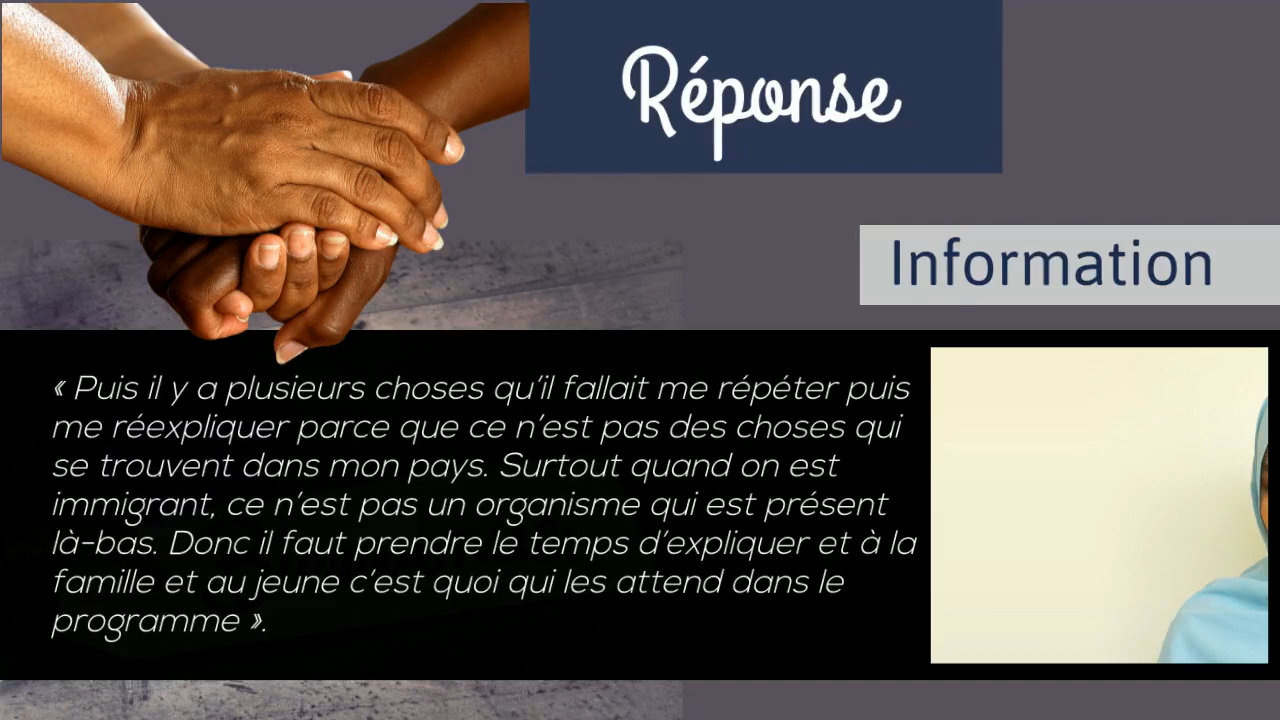 Réponse
Information
« Puis il y a plusieurs choses qu'il fallait me répéter puis
me réexpliquer parce que ce n'est pas des choses qui
se trouvent dans mon pays. Surtout quand on est
immigrant, ce n'est pas un organisme qui est présent
là-bas. Donc il faut prendre le temps d'expliquer et à la
famille et au jeune c'est quoi qui les attend dans le
programme ».